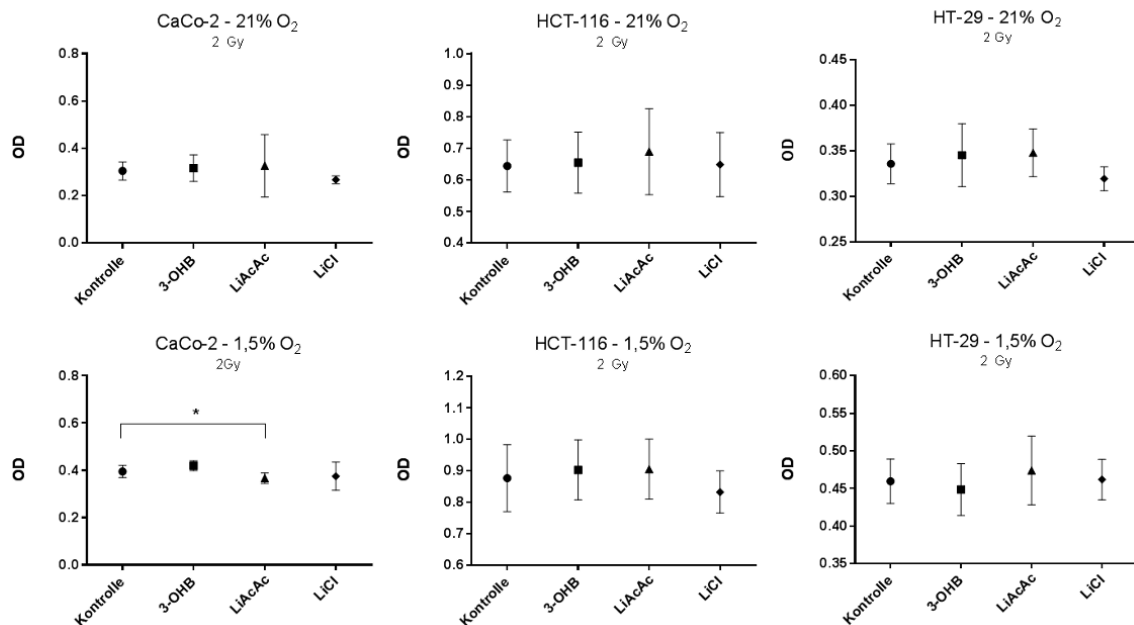 CaCo-2 - 21% O₂
2 Gy
OD
0.8
0.6
0.4
0.2
0.0
Kontrolle
3-OHB
LiAcAc
LiCl
HCT-116 - 21% O₂
2 Gy
OD
1.0
0.9
0.8
0.7
0.6
0.5
0.4
Kontrolle
3-OHB
LiAcAc
LiCl
HT-29 - 21% O₂
2 Gy
OD
0.45
0.40
0.35
0.30
0.25
Kontrolle
3-OHB
LiAcAc
LiCl
CaCo-2 - 1,5% O₂
2Gy
OD
0.8
0.6
0.4
0.2
0.0
*
Kontrolle
3-OHB
LiAcAc
LiCl
HCT-116 - 1,5% O₂
2 Gy
OD
1.2
1.1
1.0
0.9
0.8
0.7
0.6
Kontrolle
3-OHB
LiAcAc
LiCl
HT-29 - 1,5% O₂
2 Gy
OD
0.60
0.55
0.50
0.45
0.40
0.35
Kontrolle
3-OHB
LiAcAc
LiCl